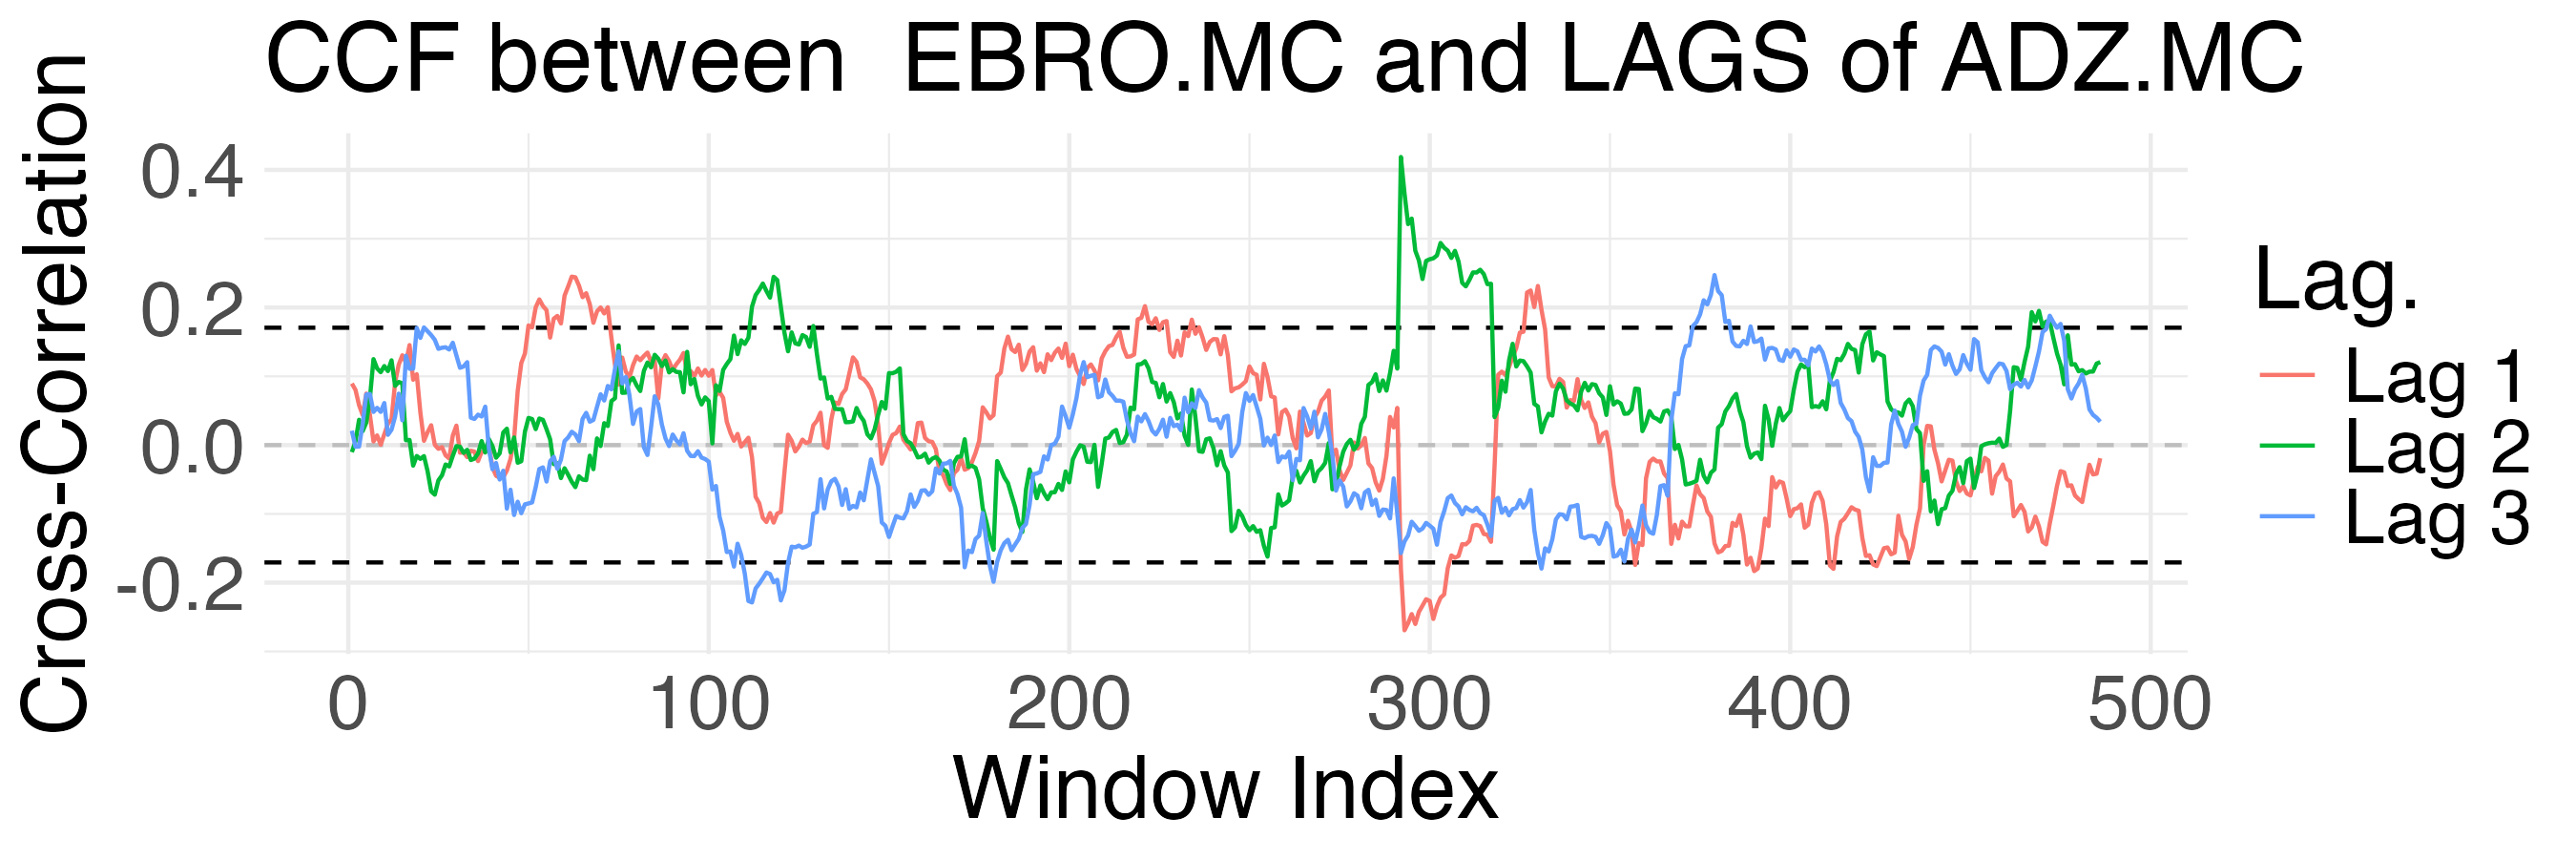 CCF between  EBRO.MC and LAGS of ADZ.MC
Cross-Correlation
0.4
0.2
0.0
-0.2
0
100
200
300
400
500
Window Index
Lag.
Lag 1
Lag 2
Lag 3